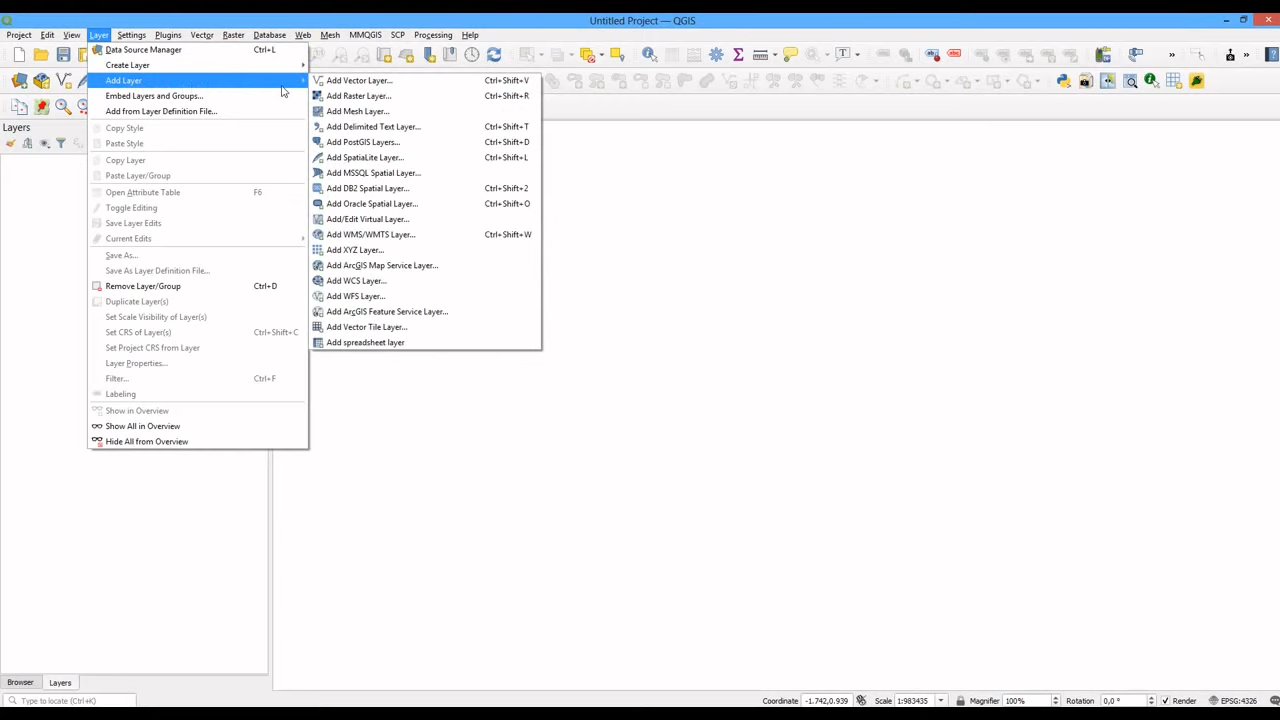 Untitled Project — QGIS
Project Edit View Layer Settings Plugins Vector Raster Database Web Mesh MMQGIS SCP Processing Help
Data Source Manager Ctrl+L
Create Layer
Add Layer
Embed Layers and Groups...
Add from Layer Definition File...
Copy Style
Paste Style
Copy Layer
Paste Layer/Group
Open Attribute Table F6
Toggle Editing
Save Layer Edits
Current Edits
Save As...
Save As Layer Definition File...
Remove Layer/Group Ctrl+D
Duplicate Layer(s)
Set Scale Visibility of Layer(s)
Set CRS of Layer(s) Ctrl+Shift+C
Set Project CRS from Layer
Layer Properties...
Filter... Ctrl+F
Labeling
Show in Overview
Show All in Overview
Hide All from Overview
Add Vector Layer... Ctrl+Shift+V
Add Raster Layer... Ctrl+Shift+R
Add Mesh Layer...
Add Delimited Text Layer... Ctrl+Shift+T
Add PostGIS Layers... Ctrl+Shift+D
Add SpatiaLite Layer... Ctrl+Shift+L
Add MSSQL Spatial Layer...
Add DB2 Spatial Layer... Ctrl+Shift+2
Add Oracle Spatial Layer... Ctrl+Shift+O
Add/Edit Virtual Layer...
Add WMS/WMTS Layer... Ctrl+Shift+W
Add XYZ Layer...
Add ArcGIS Map Service Layer...
Add WCS Layer...
Add WFS Layer...
Add ArcGIS Feature Service Layer...
Add Vector Tile Layer...
Add spreadsheet layer
Layers
Browser Layers
Type to locate (Ctrl+K)
Coordinate -1.742,0.939 Scale 1:983435 Magnifier 100% Rotation 0,0 ° Render EPSG:4326